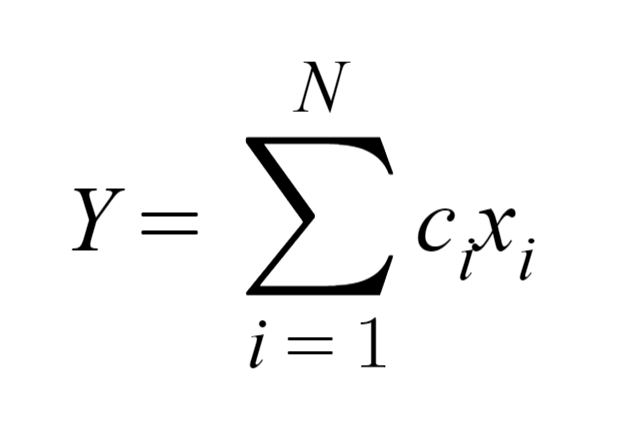 N
Y = ∑ c_i x_i
i = 1